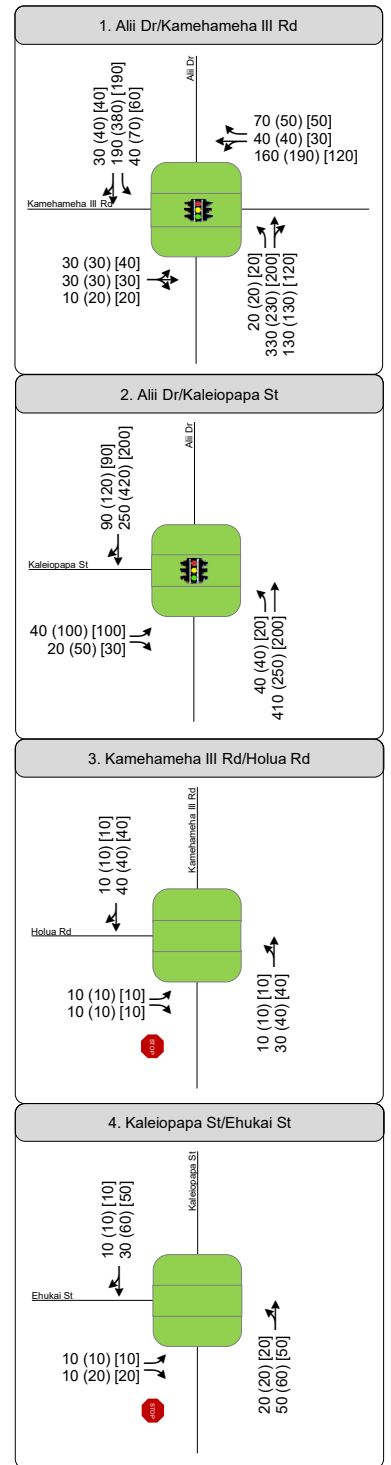 1. Alii Dr/Kamehameha III Rd
30 (40) [40]
190 (380) [190]
40 (70) [60]
Alii Dr
70 (50) [50]
40 (40) [30]
160 (190) [120]
Kamehameha III Rd
30 (30) [40]
30 (30) [30]
10 (20) [20]
20 (20) [20]
330 (230) [200]
130 (130) [120]
2. Alii Dr/Kaleiopapa St
90 (120) [90]
250 (420) [200]
Alii Dr
Kaleiopapa St
40 (100) [100]
20 (50) [30]
40 (40) [20]
410 (250) [200]
3. Kamehameha III Rd/Holua Rd
10 (10) [10]
40 (40) [40]
Kamehameha III Rd
Holua Rd
10 (10) [10]
10 (10) [10]
STOP
10 (10) [10]
30 (40) [40]
4. Kaleiopapa St/Ehukai St
10 (10) [10]
30 (60) [50]
Kaleiopapa St
Ehukai St
10 (10) [10]
10 (20) [20]
STOP
20 (20) [20]
50 (60) [50]